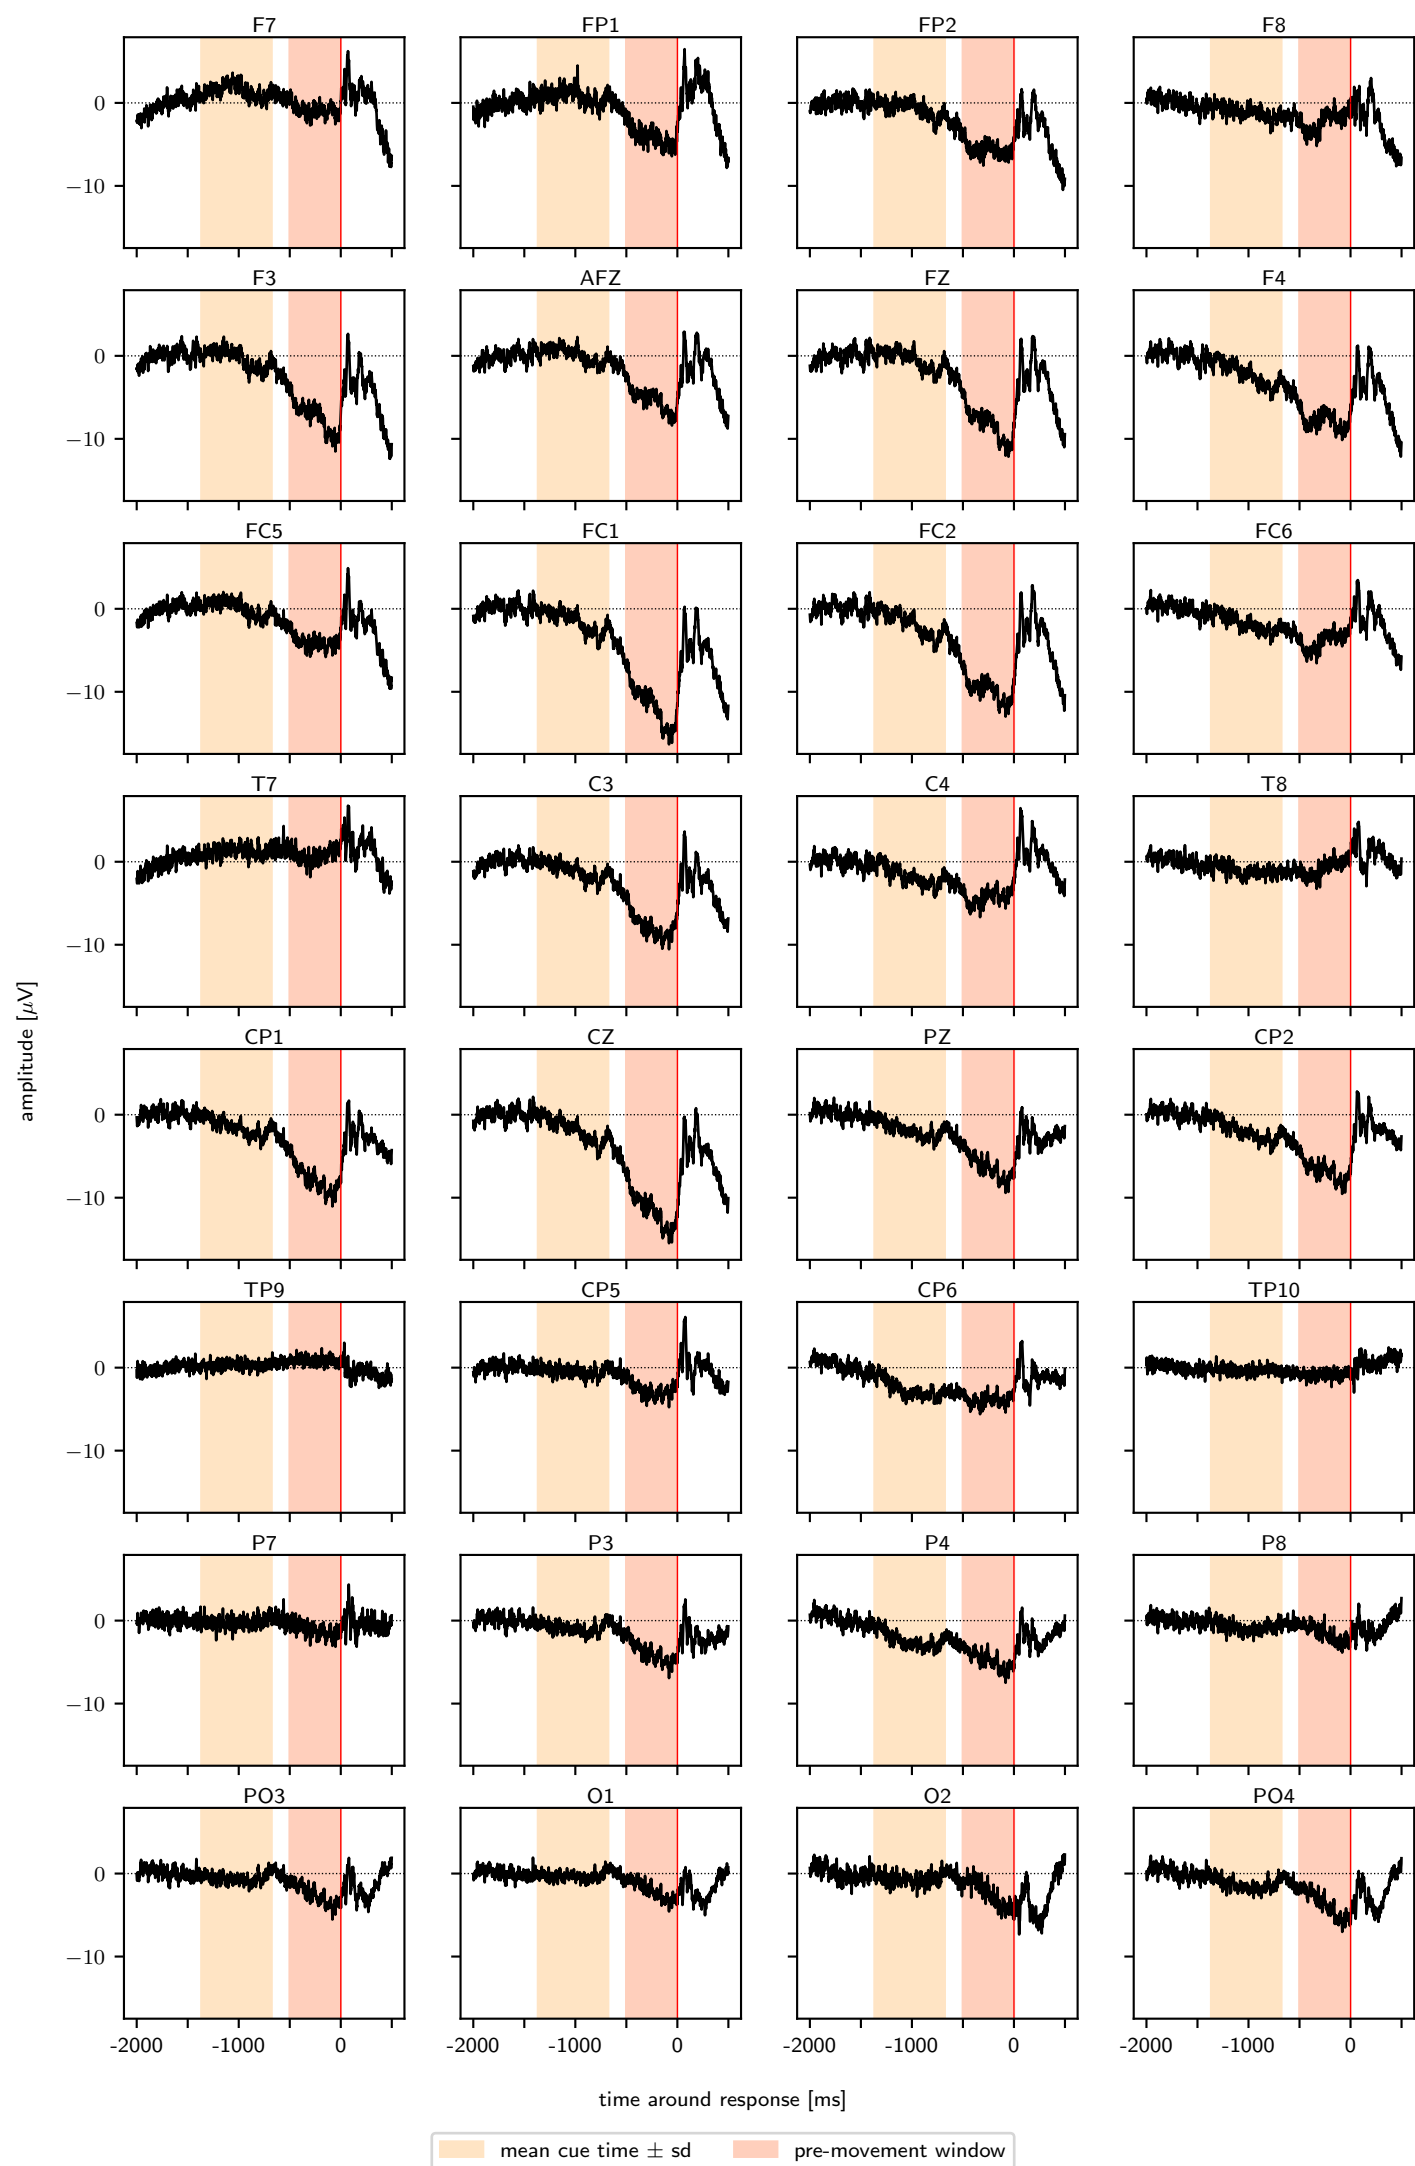 F7 FP1 FP2 F8
0
−10
F3 AFZ FZ F4
0
−10
FC5 FC1 FC2 FC6
0
−10
T7 C3 C4 T8
0
−10
amplitude [μV]
CP1 CZ PZ CP2
0
−10
TP9 CP5 CP6 TP10
0
−10
P7 P3 P4 P8
0
−10
PO3 O1 O2 PO4
0
−10
-2000 -1000 0 -2000 -1000 0 -2000 -1000 0 -2000 -1000 0
time around response [ms]
mean cue time ± sd pre-movement window